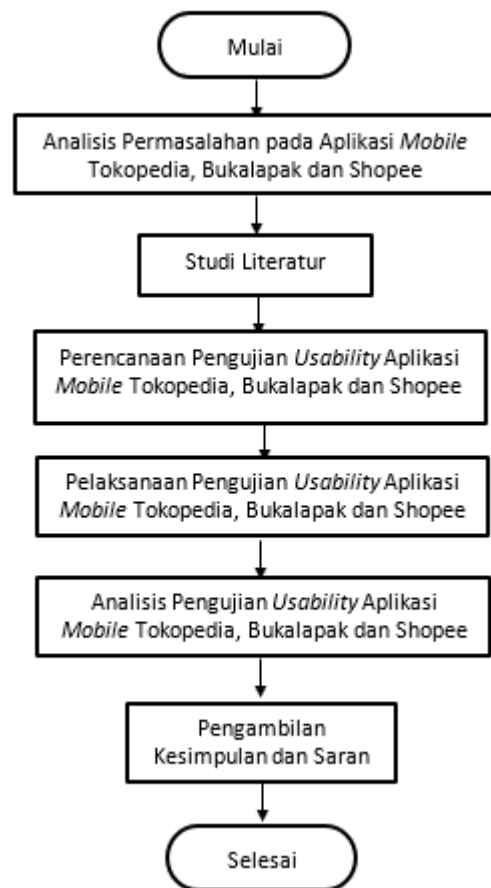 Mulai
Analisis Permasalahan pada Aplikasi Mobile
Tokopedia, Bukalapak dan Shopee
Studi Literatur
Perencanaan Pengujian Usability Aplikasi
Mobile Tokopedia, Bukalapak dan Shopee
Pelaksanaan Pengujian Usability Aplikasi
Mobile Tokopedia, Bukalapak dan Shopee
Analisis Pengujian Usability Aplikasi
Mobile Tokopedia, Bukalapak dan Shopee
Pengambilan
Kesimpulan dan Saran
Selesai